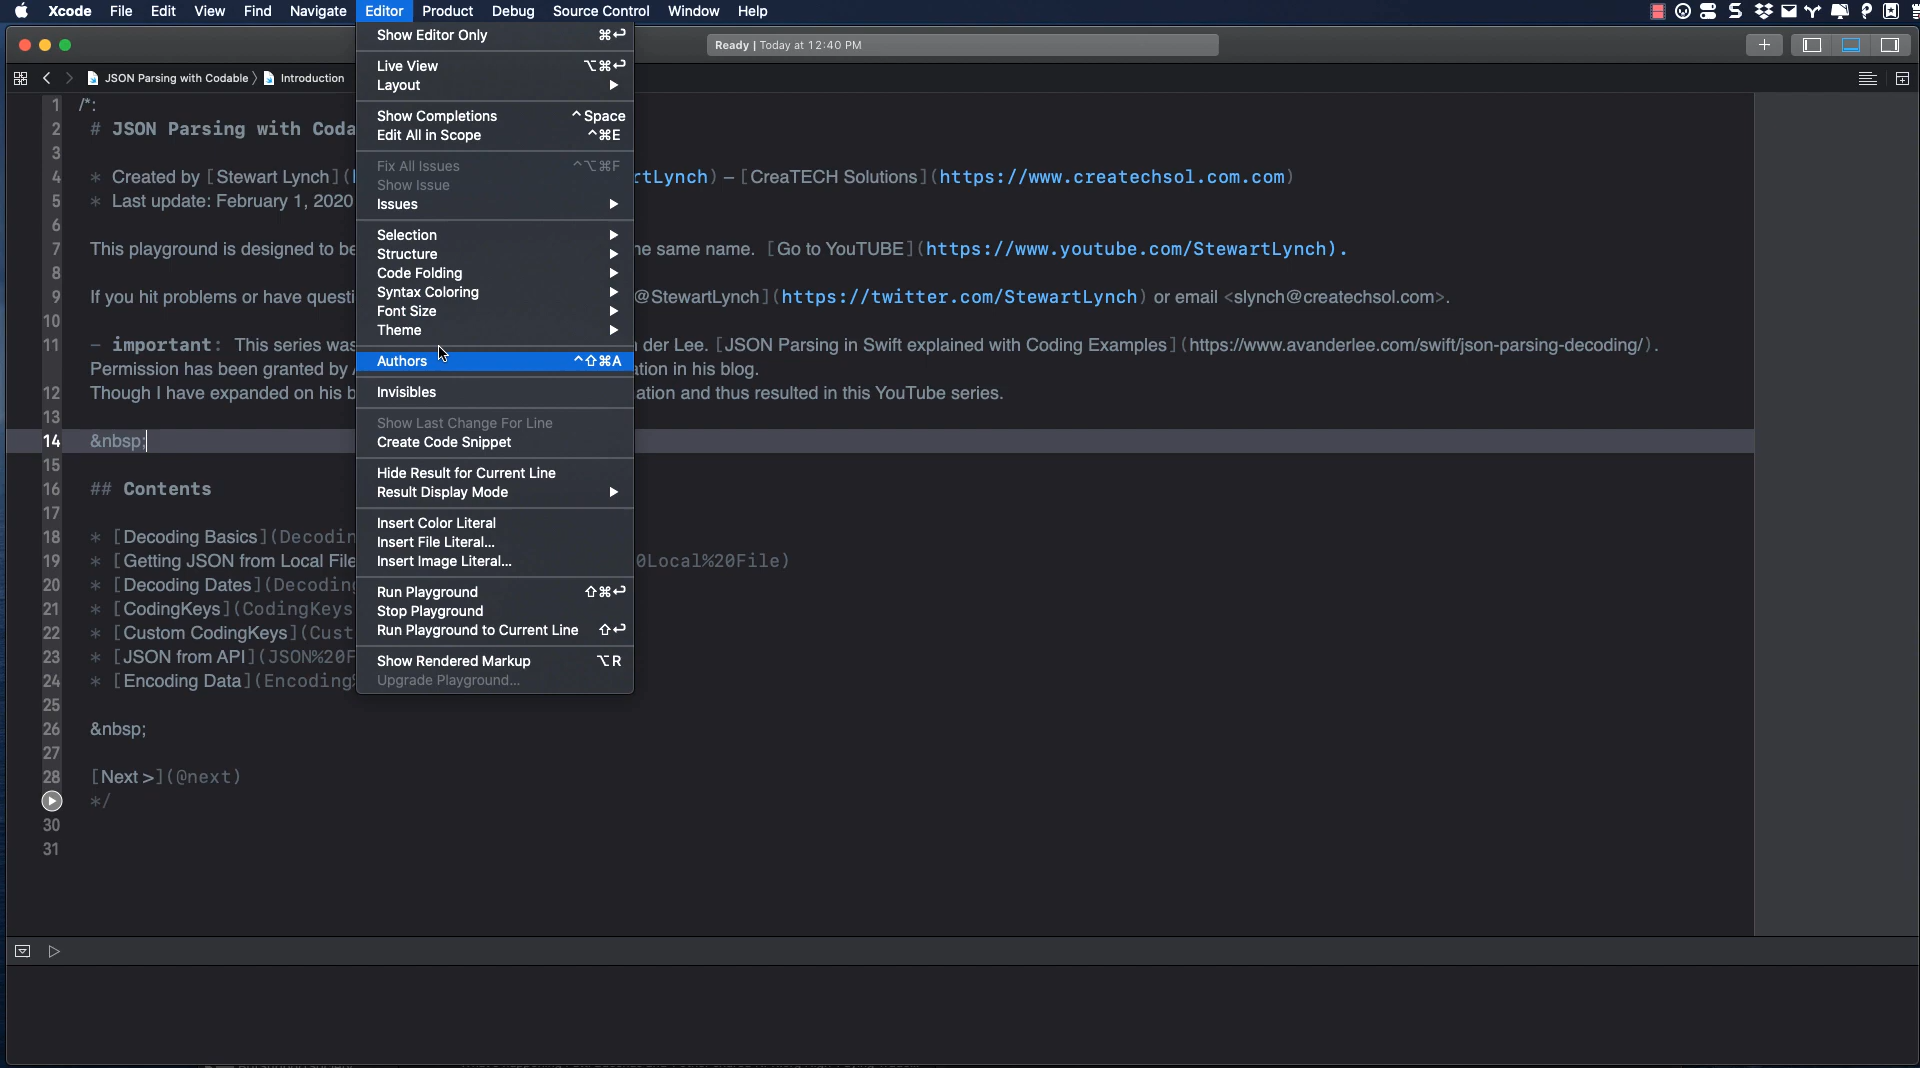 Xcode File Edit View Find Navigate Editor Product Debug Source Control Window Help
Ready | Today at 12:40 PM
JSON Parsing with Codable 〉 Introduction
Show Editor Only ⌘↩
Live View ⌥⌘↩
Layout ▶
Show Completions ^Space
Edit All in Scope ^⌘E
Fix All Issues ^⌥⌘F
Show Issue
Issues ▶
Selection ▶
Structure ▶
Code Folding ▶
Syntax Coloring ▶
Font Size ▶
Theme ▶
Authors ^⇧⌘A
Invisibles
Show Last Change For Line
Create Code Snippet
Hide Result for Current Line
Result Display Mode ▶
Insert Color Literal
Insert File Literal...
Insert Image Literal...
Run Playground ⇧⌘↩
Stop Playground
Run Playground to Current Line ⇧↩
Show Rendered Markup ⌥R
Upgrade Playground...
1 /*:
2 # JSON Parsing with Coda
3
4 * Created by [Stewart Lynch]( rtLynch) – [CreaTECH Solutions](https://www.createchsol.com.com)
5 * Last update: February 1, 2020
6
7 This playground is designed to be he same name. [Go to YouTUBE](https://www.youtube.com/StewartLynch).
8
9 If you hit problems or have questi @StewartLynch](https://twitter.com/StewartLynch) or email <slynch@createchsol.com>.
10
11 – important: This series was der Lee. [JSON Parsing in Swift explained with Coding Examples](https://www.avanderlee.com/swift/json-parsing-decoding/).
Permission has been granted by tion in his blog.
12 Though I have expanded on his b ation and thus resulted in this YouTube series.
13
14 &nbsp;
15
16 ## Contents
17
18 * [Decoding Basics](Decodin
19 * [Getting JSON from Local File 0Local%20File)
20 * [Decoding Dates](Decoding
21 * [CodingKeys](CodingKeys
22 * [Custom CodingKeys](Cust
23 * [JSON from API](JSON%20F
24 * [Encoding Data](Encoding
25
26 &nbsp;
27
28 [Next >](@next)
*/
30
31